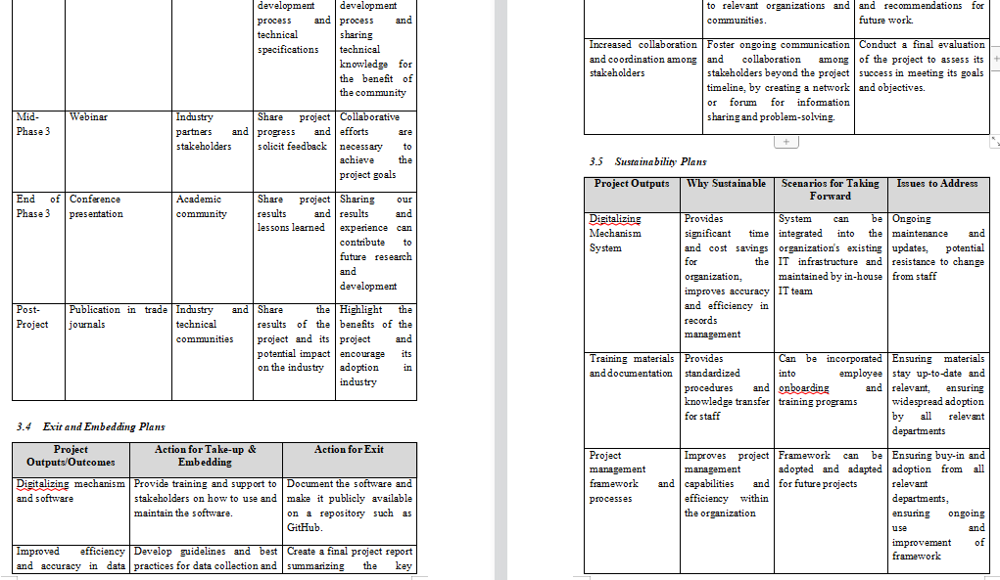 development development
process and process and
technical sharing
specifications technical
knowledge for
the benefit of
the community
Mid- Webinar Industry Share project Collaborative
Phase 3 partners and progress and efforts are
stakeholders solicit feedback necessary to
achieve the
project goals
End of Conference Academic Share project Sharing our
Phase 3 presentation community results and results and
lessons learned experience can
contribute to
future research
and
development
Post- Publication in trade Industry and Share the Highlight the
Project journals technical results of the benefits of the
communities project and its project and
potential impact encourage its
on the industry adoption in
industry
3.4 Exit and Embedding Plans
Project Action for Take-up & Action for Exit
Outputs/Outcomes Embedding
Digitalizing mechanism Provide training and support to Document the software and
and software stakeholders on how to use and make it publicly available
maintain the software. on a repository such as
GitHub.
Improved efficiency Develop guidelines and best Create a final project report
and accuracy in data practices for data collection and summarizing the key
to relevant organizations and and recommendations for
communities. future work.
Increased collaboration Foster ongoing communication Conduct a final evaluation
and coordination among and collaboration among of the project to assess its
stakeholders stakeholders beyond the project success in meeting its goals
timeline, by creating a network and objectives.
or forum for information
sharing and problem-solving.
3.5 Sustainability Plans
Project Outputs Why Sustainable Scenarios for Taking Issues to Address
Forward
Digitalizing Provides System can be Ongoing
Mechanism significant time integrated into the maintenance and
System and cost savings organization's existing updates, potential
for the IT infrastructure and resistance to change
organization, maintained by in-house from staff
improves accuracy IT team
and efficiency in
records
management
Training materials Provides Can be incorporated Ensuring materials
and documentation standardized into employee stay up-to-date and
procedures and onboarding and relevant, ensuring
knowledge transfer training programs widespread adoption
for staff by all relevant
departments
Project Improves project Framework can be Ensuring buy-in and
management management adopted and adapted adoption from all
framework and capabilities and for future projects relevant
processes efficiency within departments,
the organization ensuring ongoing
use and
improvement of
framework